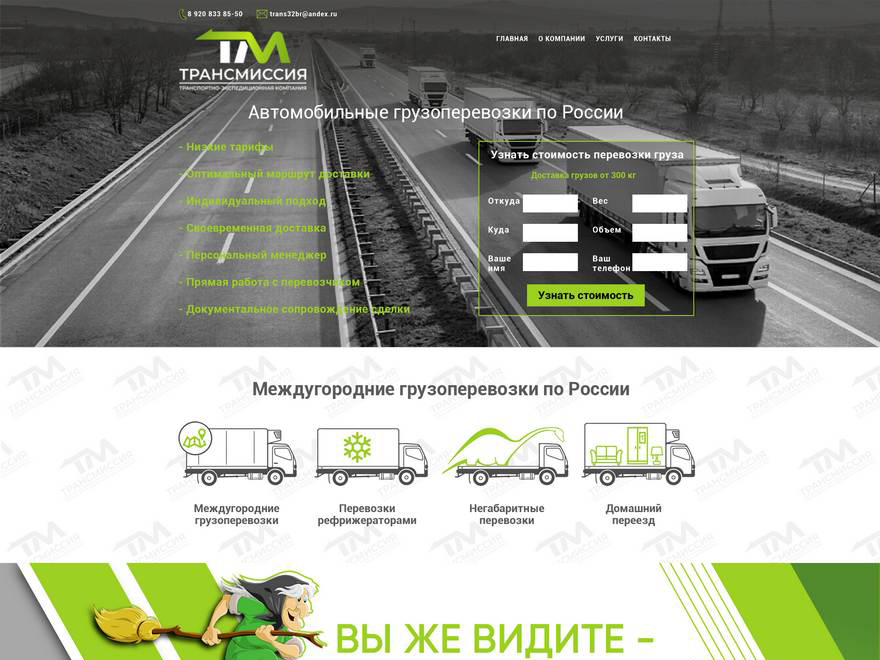 8 920 833 85-50
trans32br@andex.ru
ГЛАВНАЯ
О КОМПАНИИ
УСЛУГИ
КОНТАКТЫ
ТМ
ТРАНСМИССИЯ
ТРАНСПОРТНО-ЭКСПЕДИЦИОННАЯ КОМПАНИЯ
Автомобильные грузоперевозки по России
- Низкие тарифы
- Оптимальный маршрут доставки
- Индивидуальный подход
- Своевременная доставка
- Персональный менеджер
- Прямая работа с перевозчиком
- Документальное сопровождение сделки
Узнать стоимость перевозки груза
Доставка грузов от 300 кг
Откуда
Вес
Куда
Объем
Ваше
имя
Ваш
телефон
Узнать стоимость
Междугородние грузоперевозки по России
Междугородние
грузоперевозки
Перевозки
рефрижераторами
Негабаритные
перевозки
Домашний
переезд
ВЫ ЖЕ ВИДИТЕ –